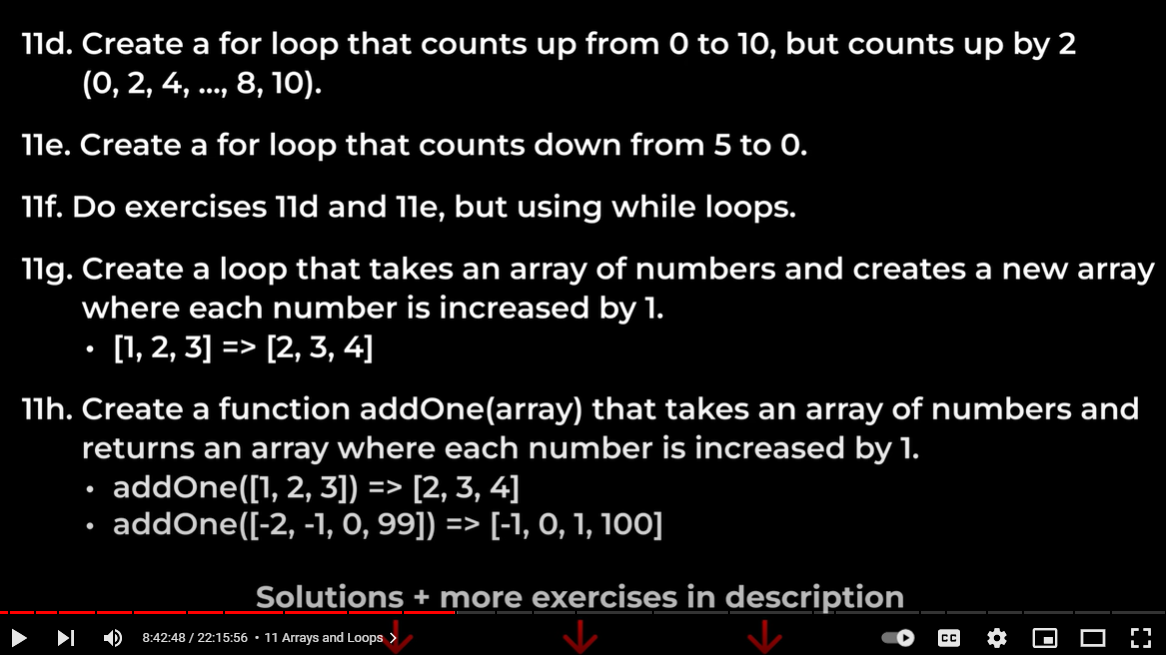 11d. Create a for loop that counts up from 0 to 10, but counts up by 2
(0, 2, 4, ..., 8, 10).
11e. Create a for loop that counts down from 5 to 0.
11f. Do exercises 11d and 11e, but using while loops.
11g. Create a loop that takes an array of numbers and creates a new array
where each number is increased by 1.
• [1, 2, 3] => [2, 3, 4]
11h. Create a function addOne(array) that takes an array of numbers and
returns an array where each number is increased by 1.
• addOne([1, 2, 3]) => [2, 3, 4]
• addOne([-2, -1, 0, 99]) => [-1, 0, 1, 100]
Solutions + more exercises in description
8:42:48 / 22:15:56 • 11 Arrays and Loops >
CC